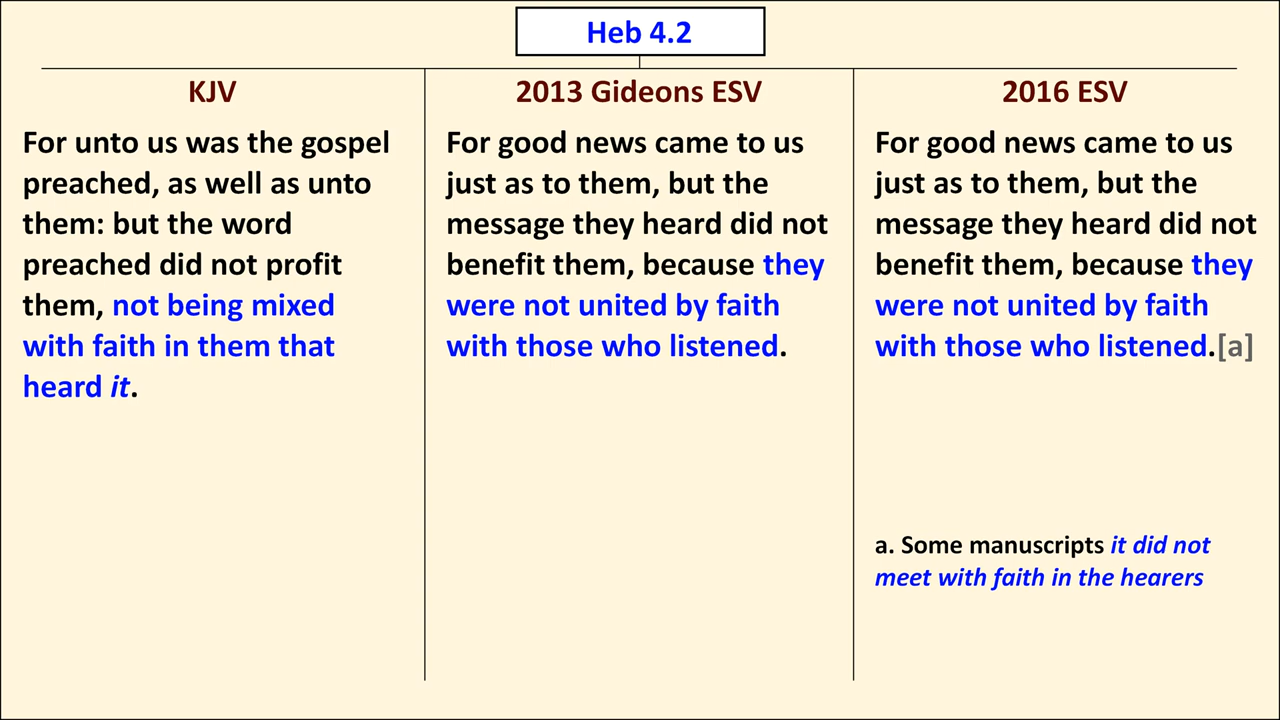 Heb 4.2
KJV
For unto us was the gospel
preached, as well as unto
them: but the word
preached did not profit
them, not being mixed
with faith in them that
heard it.
2013 Gideons ESV
For good news came to us
just as to them, but the
message they heard did not
benefit them, because they
were not united by faith
with those who listened.
2016 ESV
For good news came to us
just as to them, but the
message they heard did not
benefit them, because they
were not united by faith
with those who listened.[a]
a. Some manuscripts it did not
meet with faith in the hearers